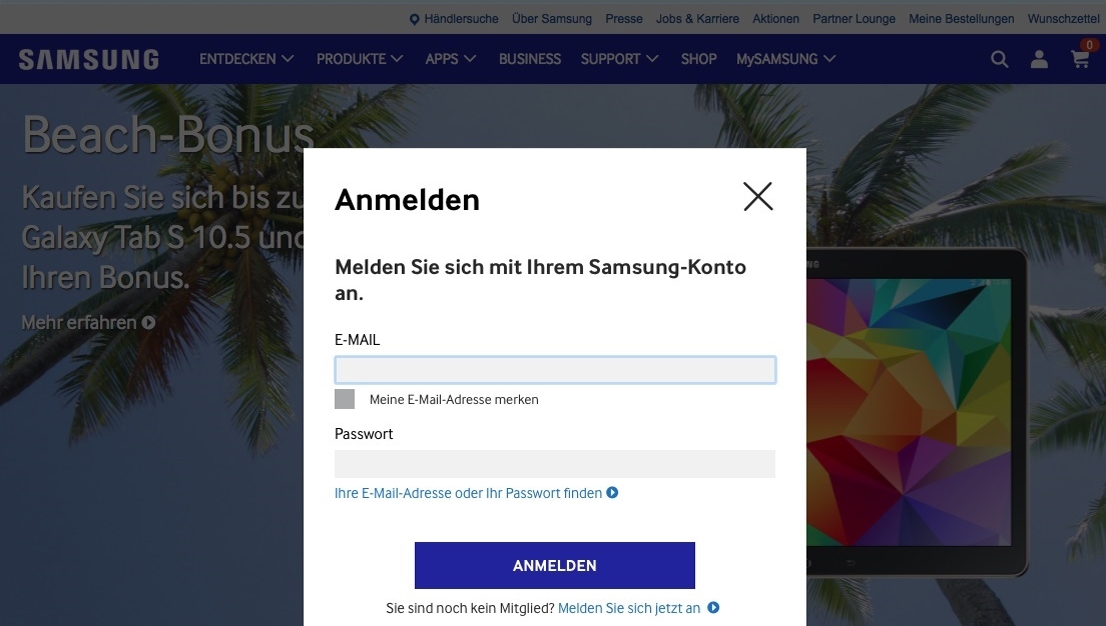 Händlersuche Über Samsung Presse Jobs & Karriere Aktionen Partner Lounge Meine Bestellungen Wunschzettel
SAMSUNG ENTDECKEN PRODUKTE APPS BUSINESS SUPPORT SHOP MySAMSUNG 0
Beach-Bonus
Kaufen Sie sich bis zu
Galaxy Tab S 10.5 und
Ihren Bonus.
Mehr erfahren
Anmelden
Melden Sie sich mit Ihrem Samsung-Konto
an.
E-MAIL
Meine E-Mail-Adresse merken
Passwort
Ihre E-Mail-Adresse oder Ihr Passwort finden
ANMELDEN
Sie sind noch kein Mitglied? Melden Sie sich jetzt an